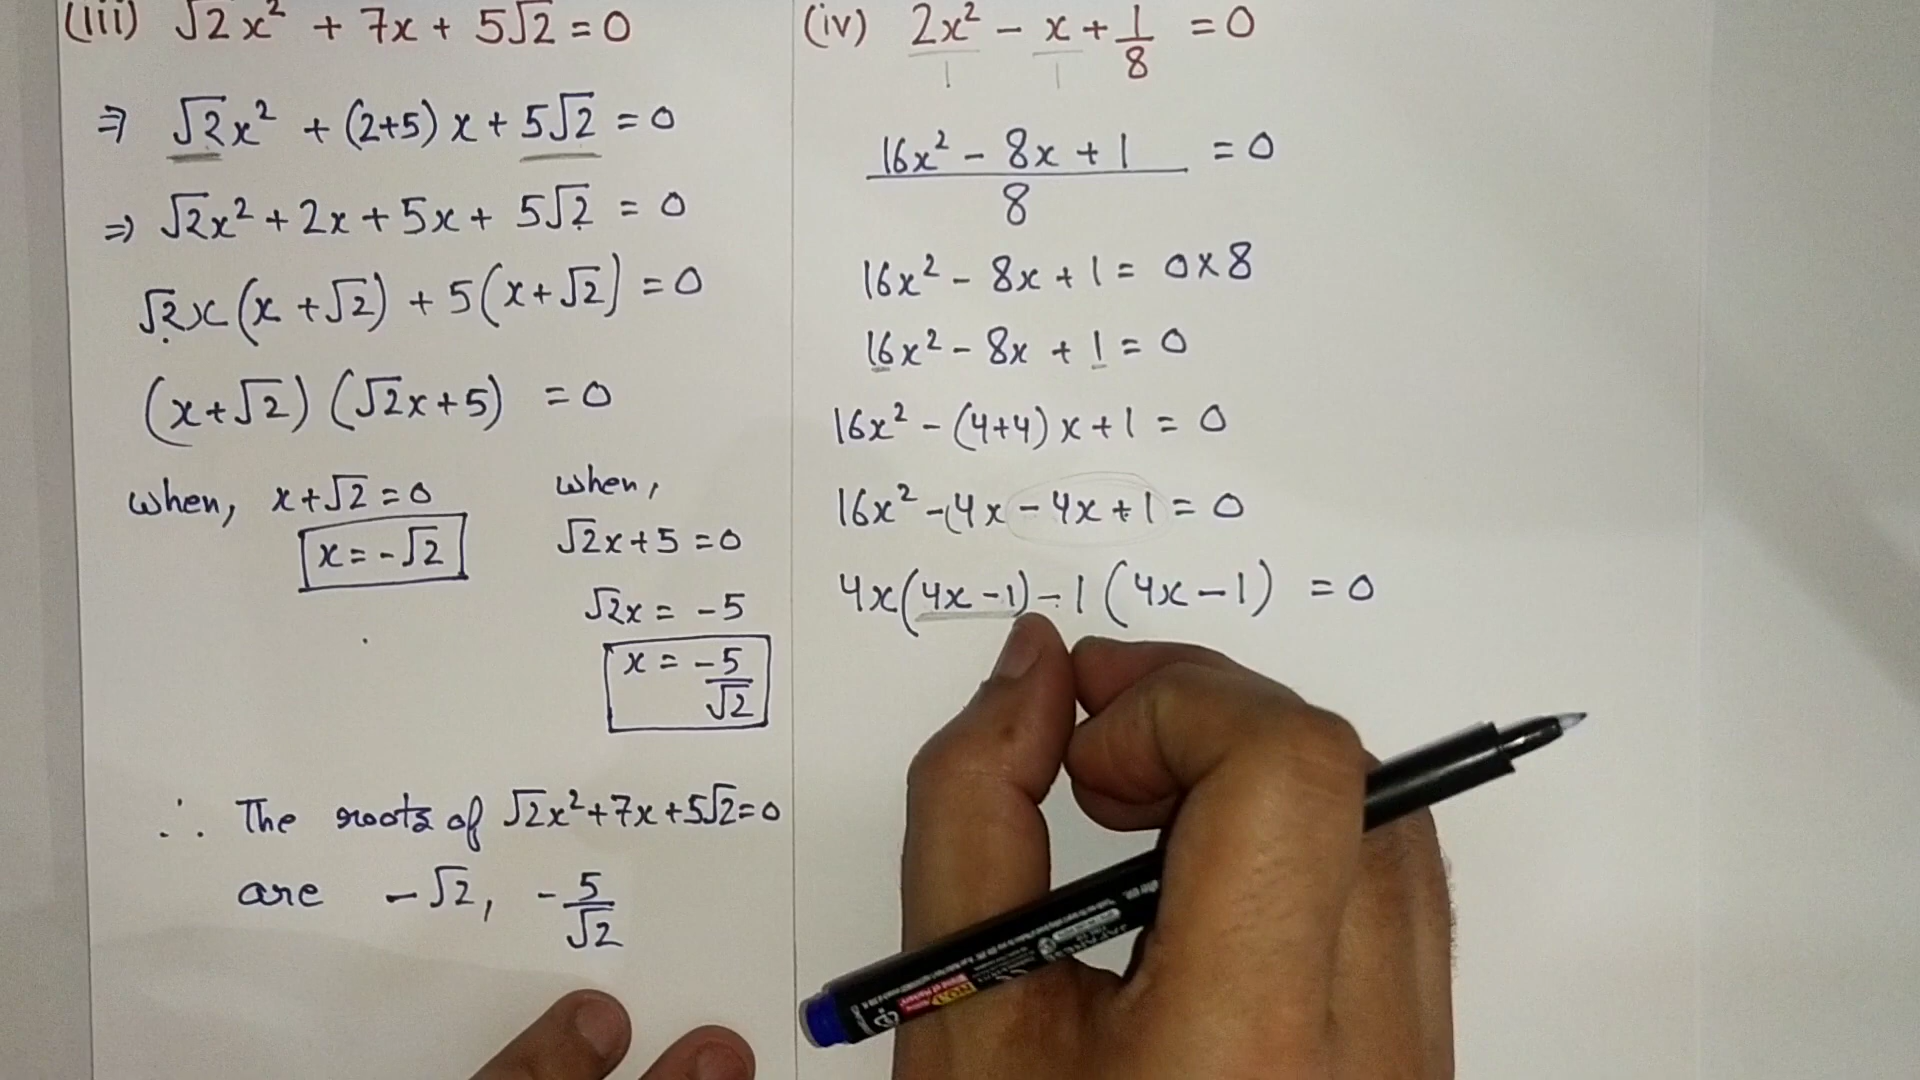 (iii) √2x² + 7x + 5√2 = 0
⇒ √2x² + (2+5)x + 5√2 = 0
⇒ √2x² + 2x + 5x + 5√2 = 0
√2x(x+√2) + 5(x+√2) = 0
(x+√2) (√2x+5) = 0
when, x+√2 = 0
x = -√2
when,
√2x+5 = 0
√2x = -5
x = -5/√2
∴ The roots of √2x²+7x+5√2=0
are -√2, -5/√2
(iv) 2x²/1 - x/1 + 1/8 = 0
16x² - 8x + 1 / 8 = 0
16x² - 8x + 1 = 0×8
16x² - 8x + 1 = 0
16x² - (4+4)x + 1 = 0
16x² - 4x - 4x + 1 = 0
4x(4x-1) - 1(4x-1) = 0